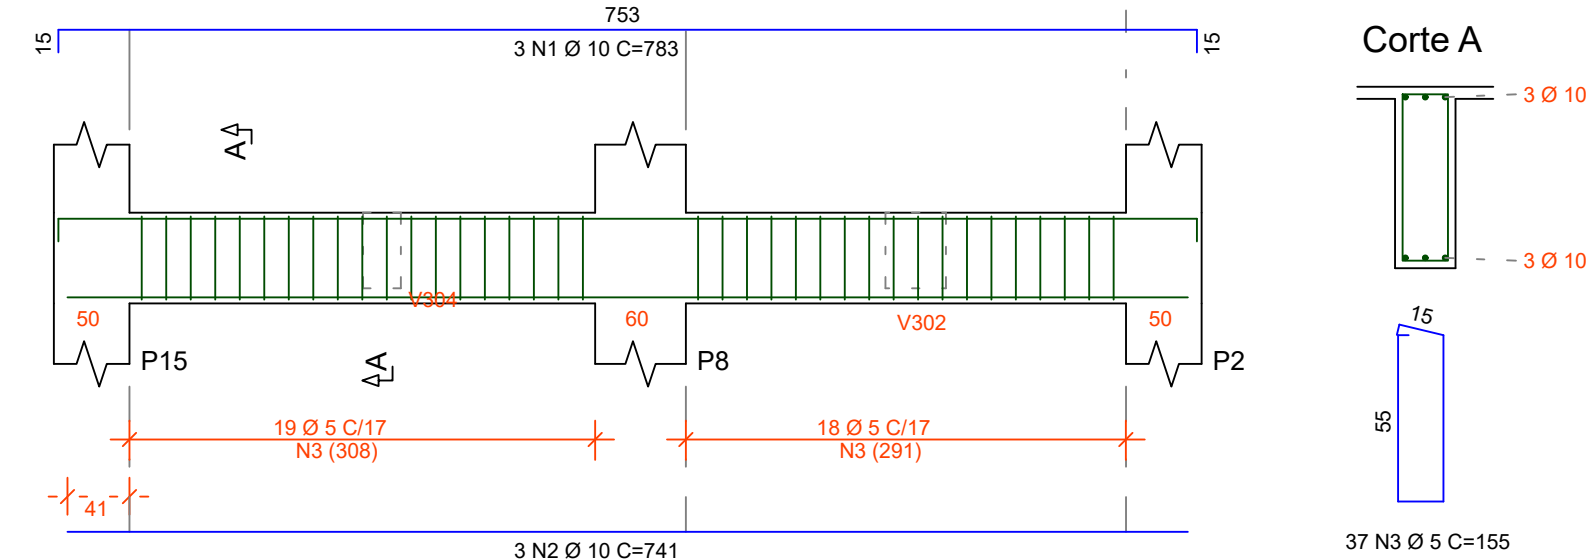 753
15
3 N1 Ø 10 C=783
15
Corte A
3 Ø 10
A
3 Ø 10
V304
50
60
V302
50
P15
A
P8
P2
15
55
19 Ø 5 C/17
N3 (308)
18 Ø 5 C/17
N3 (291)
41
3 N2 Ø 10 C=741
37 N3 Ø 5 C=155